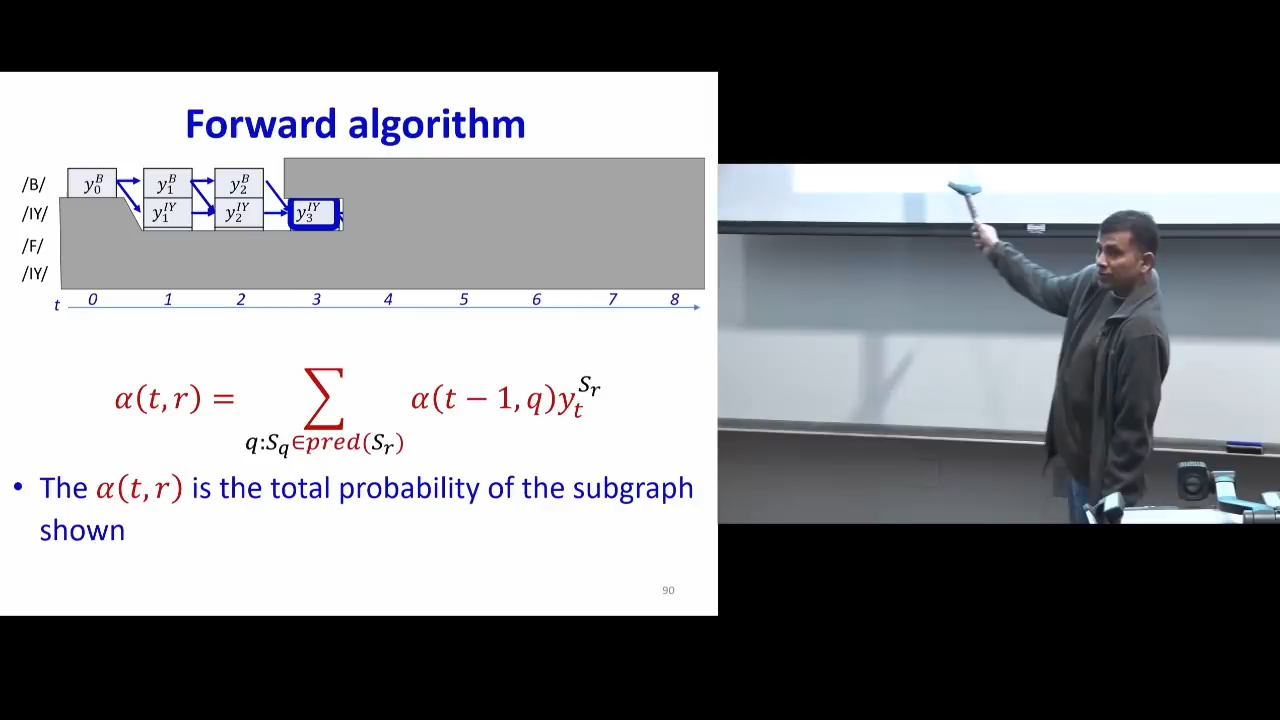 Forward algorithm
/B/ y_0^B y_1^B y_2^B
/IY/ y_1^{IY} y_2^{IY} y_3^{IY}
/F/
/IY/
t 0 1 2 3 4 5 6 7 8
α(t, r) = ∑_{q:S_q∈pred(S_r)} α(t − 1, q)y_t^{S_r}
• The α(t, r) is the total probability of the subgraph
shown
90